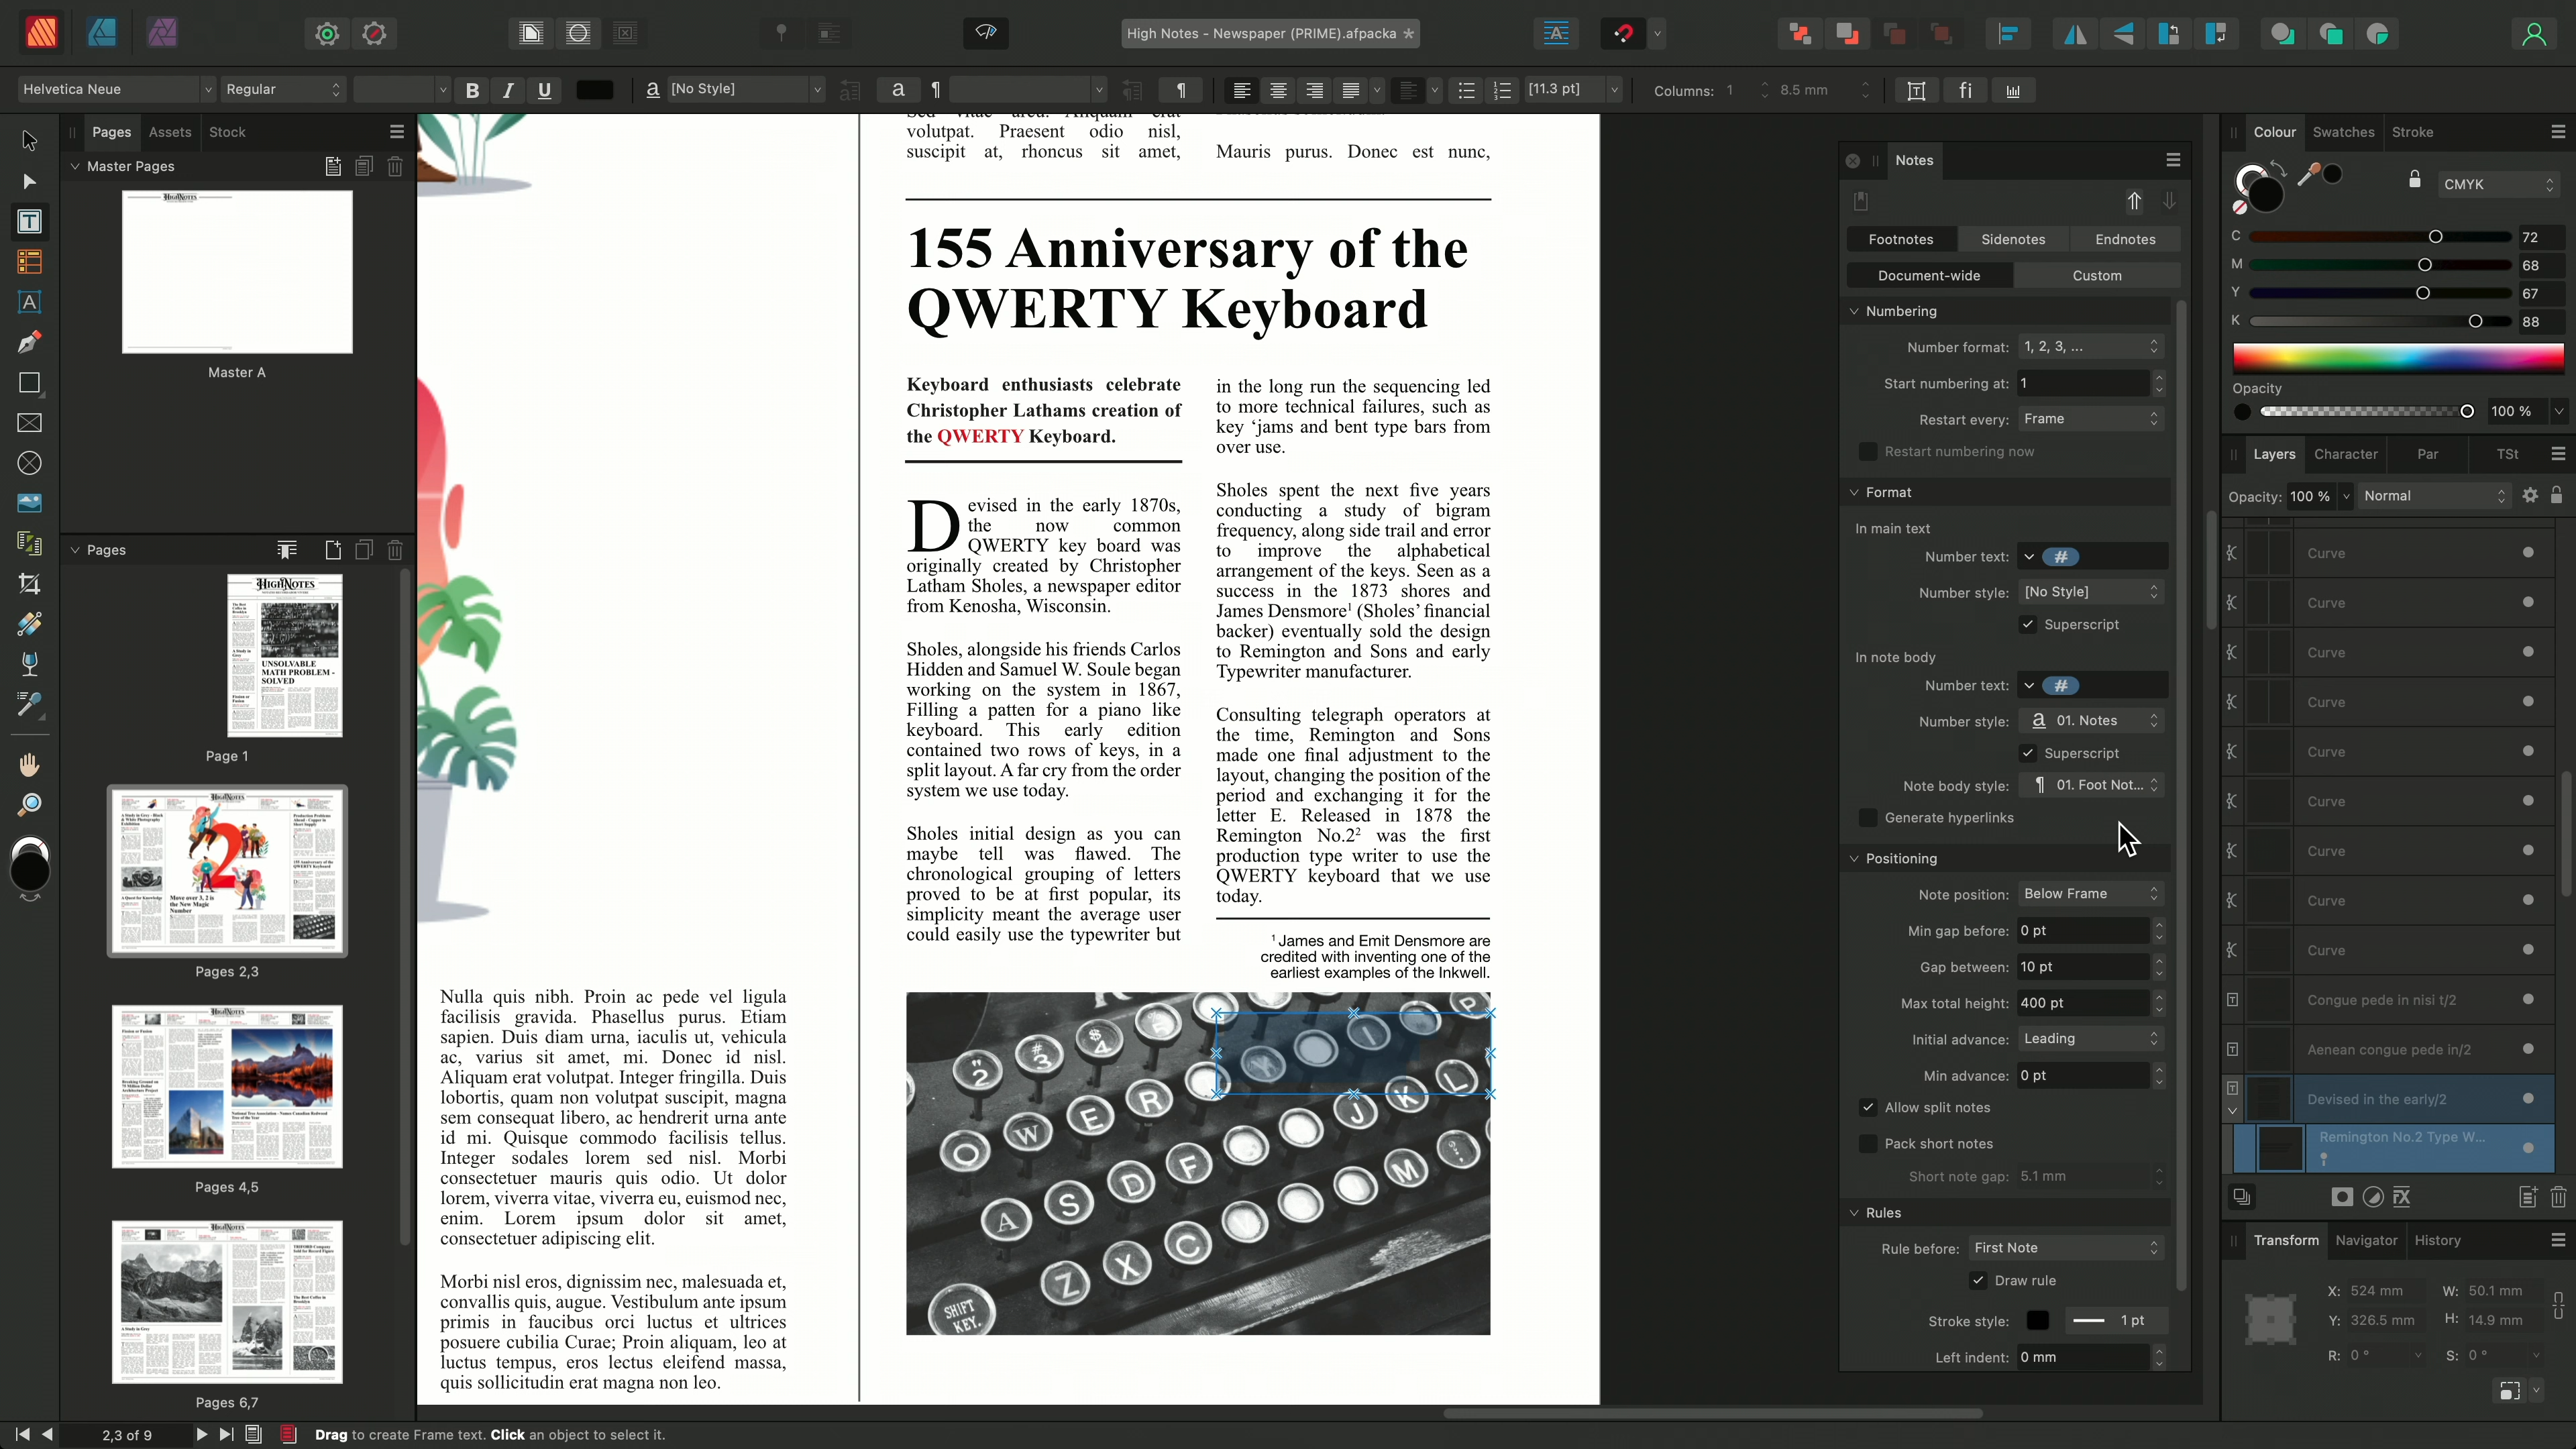 High Notes - Newspaper (PRIME).afpacka *
Helvetica Neue
Regular
B I U
a [No Style]
a ¶
¶
[11.3 pt]
Columns: 1
8.5 mm
fi
Pages Assets Stock
Master Pages
HIGHNOTES
Master A
Pages
HIGHNOTES
UNSOLVABLE
MATH PROBLEM -
SOLVED
Page 1
Move over 3, 2 is
the New Magic
Number
Pages 2,3
Pages 4,5
Pages 6,7
2,3 of 9
Drag to create Frame text. Click an object to select it.
volutpat. Praesent odio nisl,
suscipit at, rhoncus sit amet,
Mauris purus. Donec est nunc,
155 Anniversary of the
QWERTY Keyboard
Keyboard enthusiasts celebrate
Christopher Lathams creation of
the QWERTY Keyboard.
Devised in the early 1870s,
the now common
QWERTY key board was
originally created by Christopher
Latham Sholes, a newspaper editor
from Kenosha, Wisconsin.
Sholes, alongside his friends Carlos
Hidden and Samuel W. Soule began
working on the system in 1867,
Filling a patten for a piano like
keyboard. This early edition
contained two rows of keys, in a
split layout. A far cry from the order
system we use today.
Sholes initial design as you can
maybe tell was flawed. The
chronological grouping of letters
proved to be at first popular, its
simplicity meant the average user
could easily use the typewriter but
in the long run the sequencing led
to more technical failures, such as
key ‘jams and bent type bars from
over use.
Sholes spent the next five years
conducting a study of bigram
frequency, along side trail and error
to improve the alphabetical
arrangement of the keys. Seen as a
success in the 1873 shores and
James Densmore¹ (Sholes’ financial
backer) eventually sold the design
to Remington and Sons and early
Typewriter manufacturer.
Consulting telegraph operators at
the time, Remington and Sons
made one final adjustment to the
layout, changing the position of the
period and exchanging it for the
letter E. Released in 1878 the
Remington No.2² was the first
production type writer to use the
QWERTY keyboard that we use
today.
¹ James and Emit Densmore are
credited with inventing one of the
earliest examples of the Inkwell.
Nulla quis nibh. Proin ac pede vel ligula
facilisis gravida. Phasellus purus. Etiam
sapien. Duis diam urna, iaculis ut, vehicula
ac, varius sit amet, mi. Donec id nisl.
Aliquam erat volutpat. Integer fringilla. Duis
lobortis, quam non volutpat suscipit, magna
sem consequat libero, ac hendrerit urna ante
id mi. Quisque commodo facilisis tellus.
Integer sodales lorem sed nisl. Morbi
consectetuer mauris quis odio. Ut dolor
lorem, viverra vitae, viverra eu, euismod nec,
enim. Lorem ipsum dolor sit amet,
consectetuer adipiscing elit.
Morbi nisl eros, dignissim nec, malesuada et,
convallis quis, augue. Vestibulum ante ipsum
primis in faucibus orci luctus et ultrices
posuere cubilia Curae; Proin aliquam, leo at
luctus tempus, eros lectus eleifend massa,
quis sollicitudin erat magna non leo.
" 2 # 3 $ 4
Q W E R I
A S D F J K L
Z X C M
SHIFT
KEY.
Notes
Footnotes Sidenotes Endnotes
Document-wide Custom
Numbering
Number format: 1, 2, 3, ...
Start numbering at: 1
Restart every: Frame
Restart numbering now
Format
In main text
Number text: #
Number style: [No Style]
Superscript
In note body
Number text: #
Number style: a 01. Notes
Superscript
Note body style: ¶ 01. Foot Not...
Generate hyperlinks
Positioning
Note position: Below Frame
Min gap before: 0 pt
Gap between: 10 pt
Max total height: 400 pt
Initial advance: Leading
Min advance: 0 pt
Allow split notes
Pack short notes
Short note gap: 5.1 mm
Rules
Rule before: First Note
Draw rule
Stroke style: 1 pt
Left indent: 0 mm
Colour Swatches Stroke
CMYK
C 72
M 68
Y 67
K 88
Opacity
100 %
Layers Character Par TSt
Opacity: 100 % Normal
Curve
Curve
Curve
Curve
Curve
Curve
Curve
Curve
Curve
Congue pede in nisi t/2
Aenean congue pede in/2
Devised in the early/2
Remington No.2 Type W...
Transform Navigator History
X: 524 mm W: 50.1 mm
Y: 326.5 mm H: 14.9 mm
R: 0 ° S: 0 °